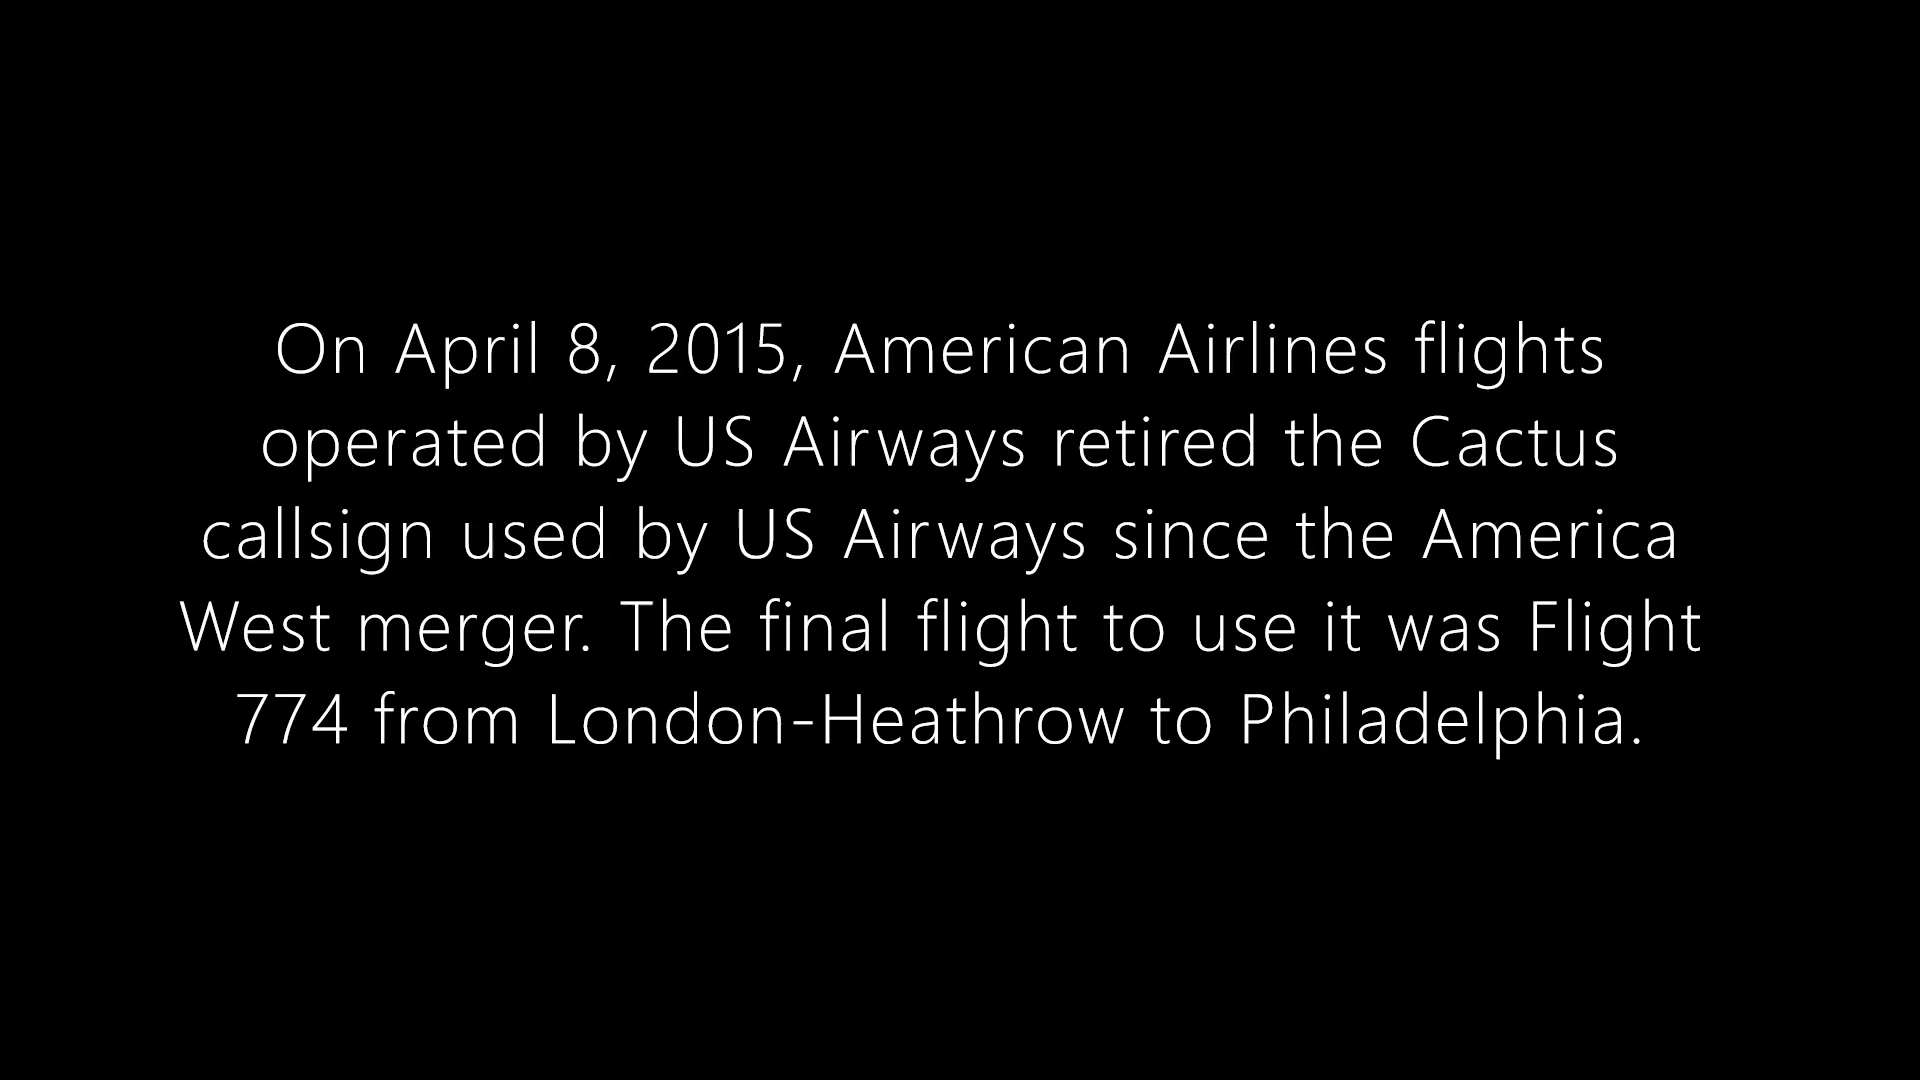 On April 8, 2015, American Airlines flights
operated by US Airways retired the Cactus
callsign used by US Airways since the America
West merger. The final flight to use it was Flight
774 from London-Heathrow to Philadelphia.